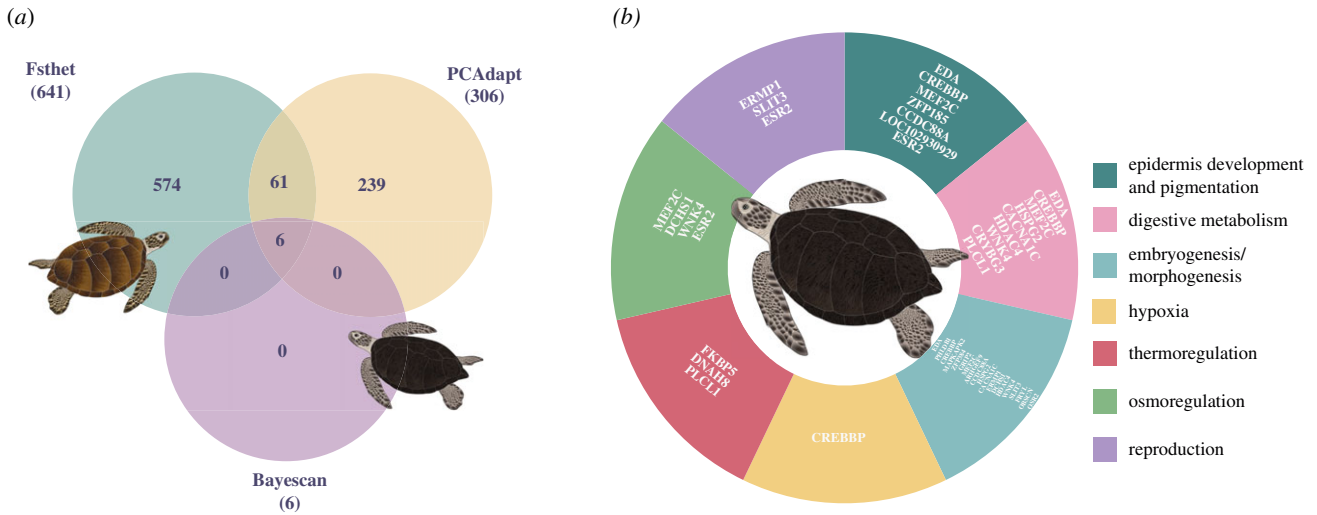 (a)
Fsthet
(641)
PCAdapt
(306)
574
61
239
6
0
0
0
Bayescan
(6)
(b)
ERMP1
SLIT3
ESR2
EDA
CREBBP
MEF2C
ZFP185
CCDC88A
LOC102930929
ESR2
EDA
CREBBP
MEF2C
HSPG2
CACNA1C
HDAC4
WNK4
CRYBG3
PLCL1
MEF2C
DCHS1
WNK4
ESR2
FKBP5
DNAH8
PLCL1
CREBBP
EDA
CREBBP
epidermis development
and pigmentation
digestive metabolism
embryogenesis/
morphogenesis
hypoxia
thermoregulation
osmoregulation
reproduction